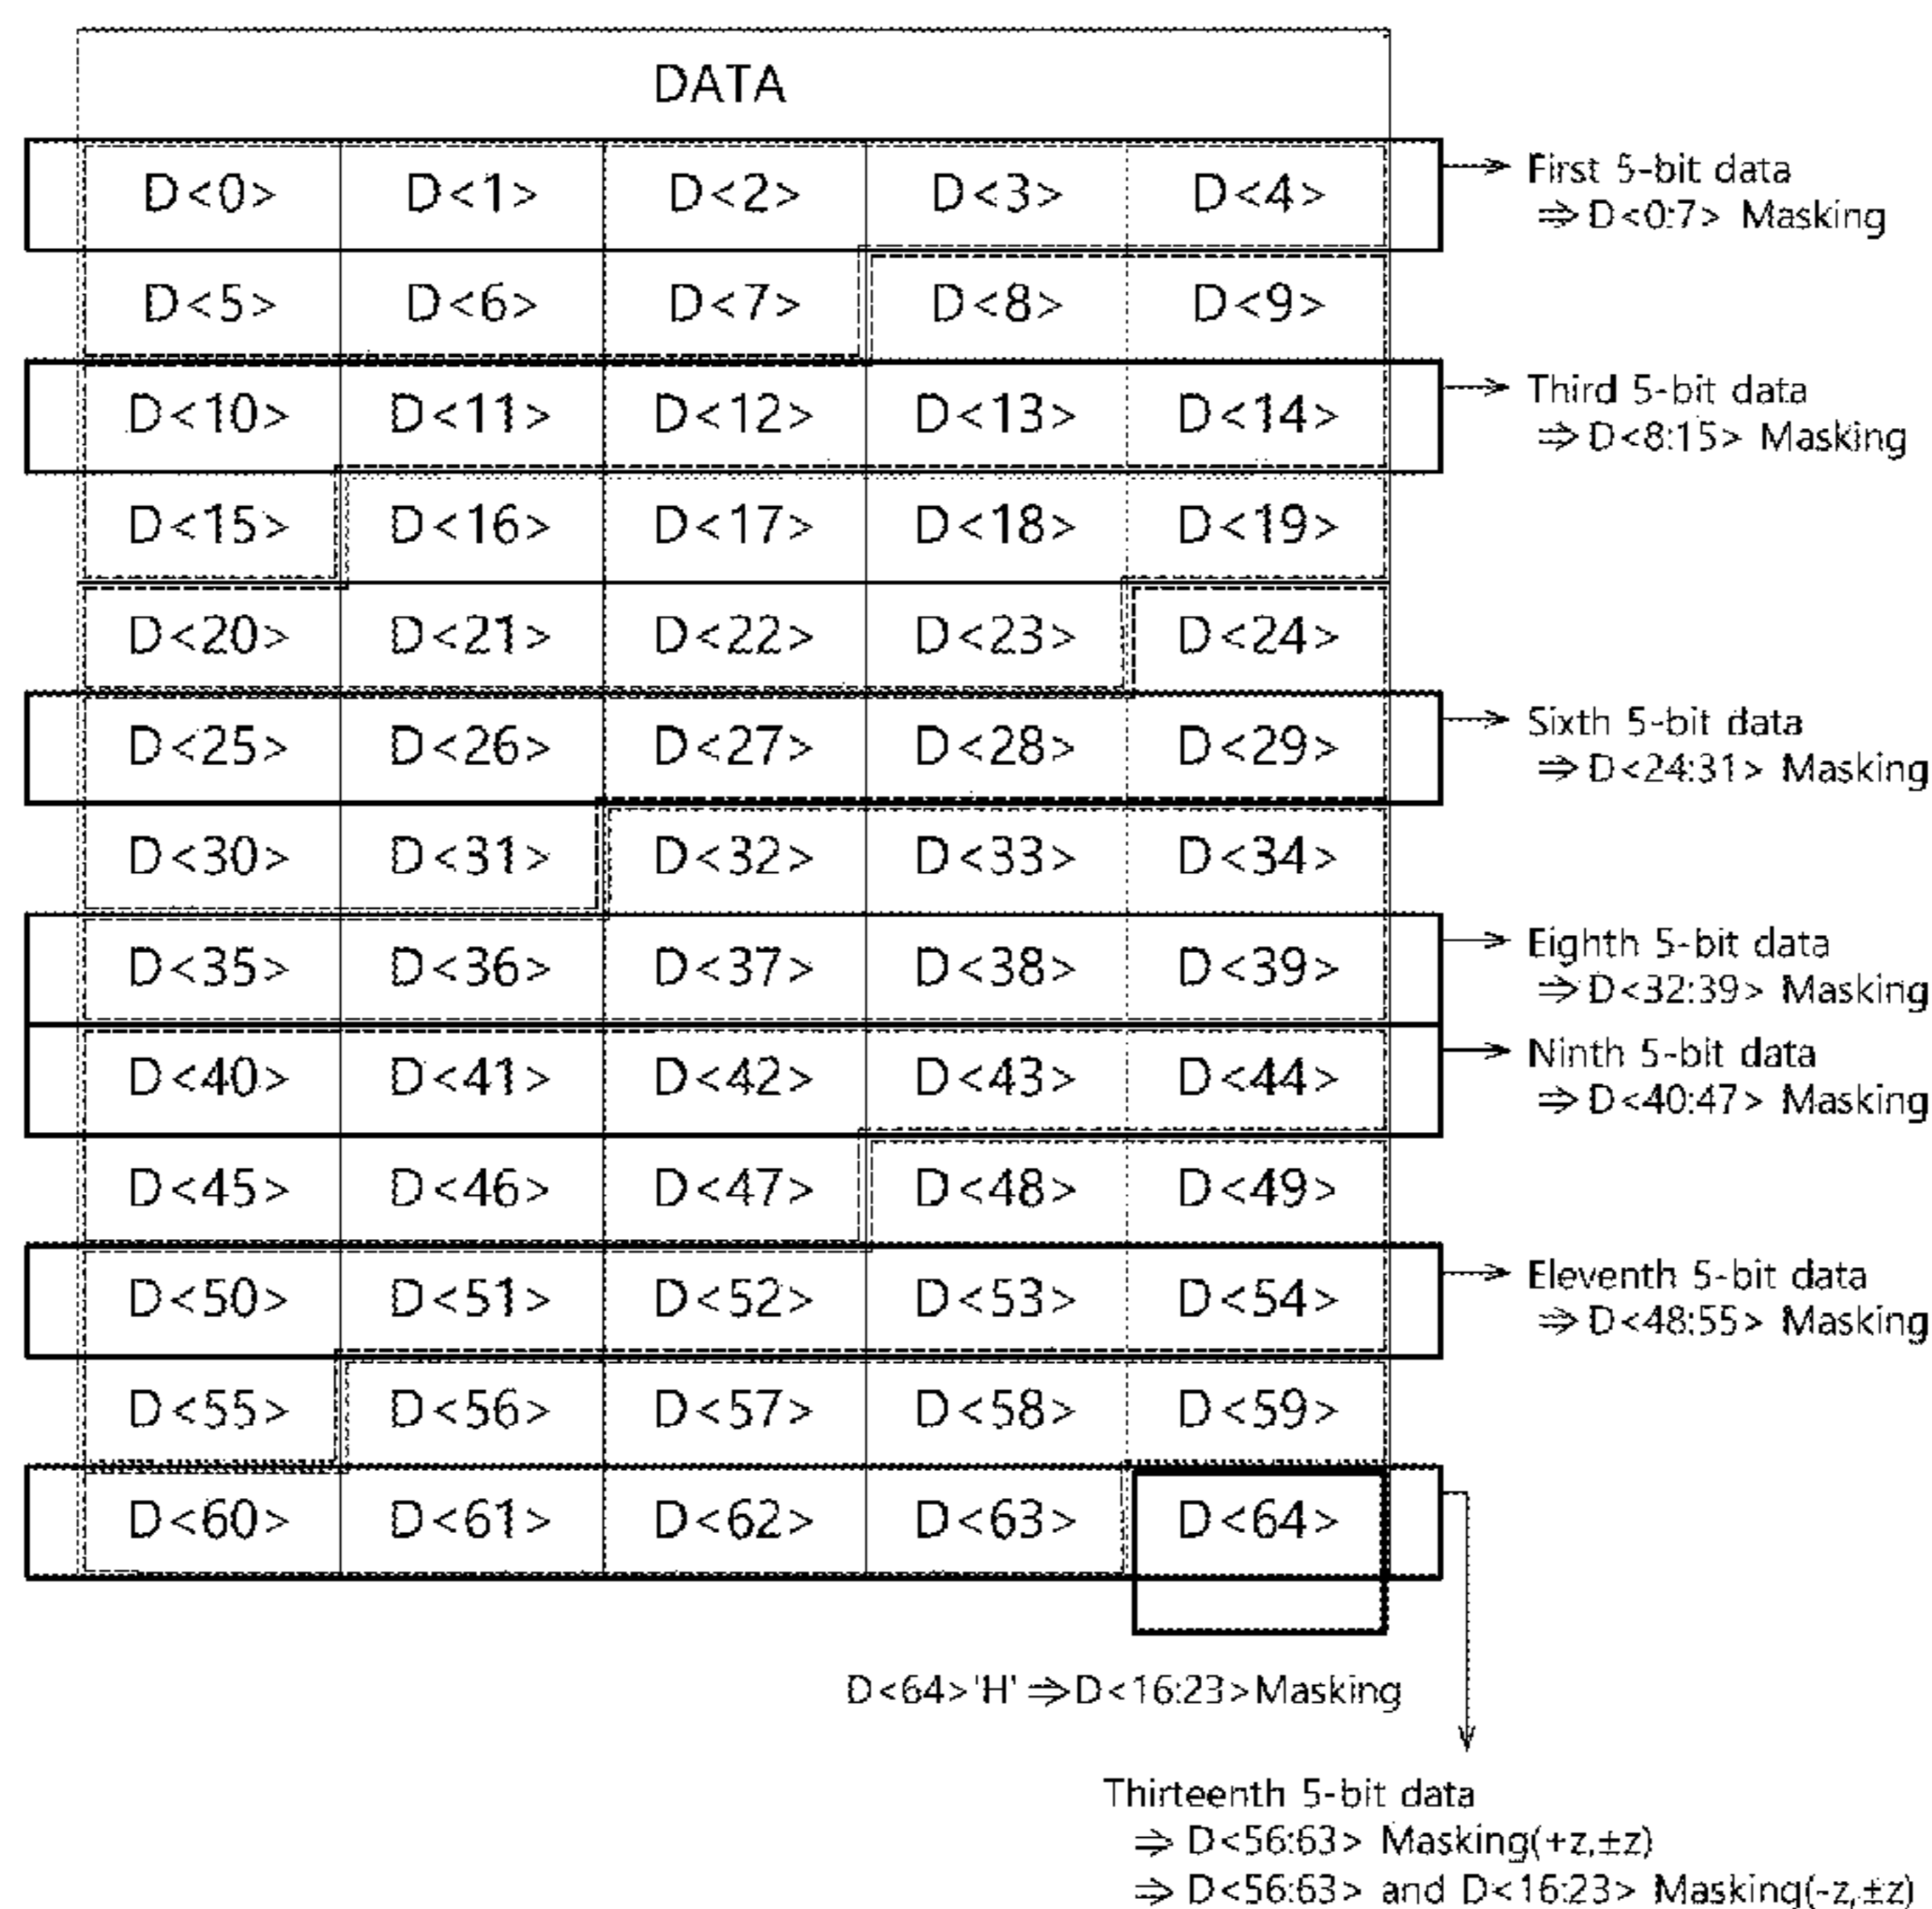 DATA
D<0> D<1> D<2> D<3> D<4>
First 5-bit data
⇒D<0:7> Masking
D<5> D<6> D<7> D<8> D<9>
D<10> D<11> D<12> D<13> D<14>
Third 5-bit data
⇒D<8:15> Masking
D<15> D<16> D<17> D<18> D<19>
D<20> D<21> D<22> D<23> D<24>
D<25> D<26> D<27> D<28> D<29>
Sixth 5-bit data
⇒D<24:31> Masking
D<30> D<31> D<32> D<33> D<34>
D<35> D<36> D<37> D<38> D<39>
Eighth 5-bit data
⇒D<32:39> Masking
D<40> D<41> D<42> D<43> D<44>
Ninth 5-bit data
⇒D<40:47> Masking
D<45> D<46> D<47> D<48> D<49>
D<50> D<51> D<52> D<53> D<54>
Eleventh 5-bit data
⇒D<48:55> Masking
D<55> D<56> D<57> D<58> D<59>
D<60> D<61> D<62> D<63> D<64>
D<64>'H'⇒D<16:23>Masking
Thirteenth 5-bit data
⇒ D<56:63> Masking(+z,±z)
⇒ D<56:63> and D<16:23> Masking(-z,±z)